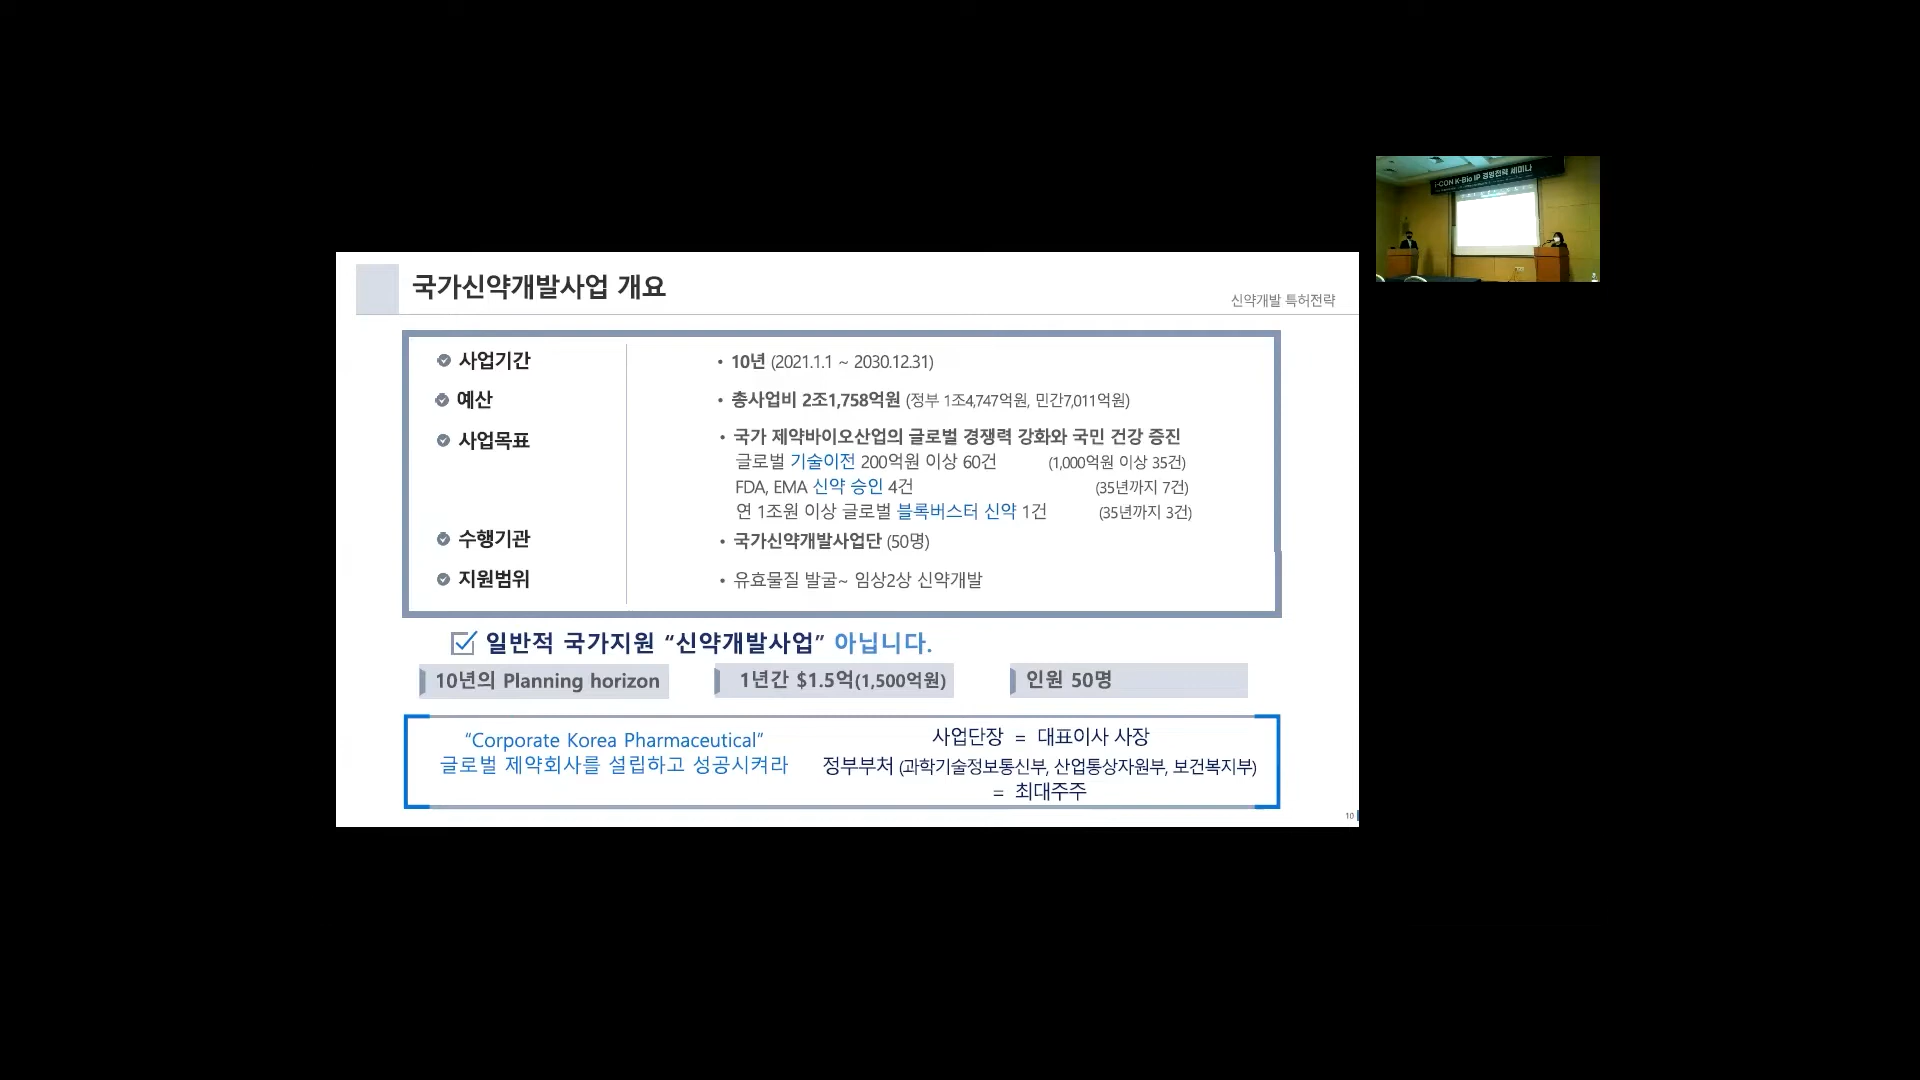 i-CON K-Bio IP 경영전략 세미나
국가신약개발사업 개요
신약개발 특허전략
사업기간
• 10년 (2021.1.1 ~ 2030.12.31)
예산
• 총사업비 2조1,758억원 (정부 1조4,747억원, 민간7,011억원)
사업목표
• 국가 제약바이오산업의 글로벌 경쟁력 강화와 국민 건강 증진
글로벌 기술이전 200억원 이상 60건 (1,000억원 이상 35건)
FDA, EMA 신약 승인 4건 (35년까지 7건)
연 1조원 이상 글로벌 블록버스터 신약 1건 (35년까지 3건)
수행기관
• 국가신약개발사업단 (50명)
지원범위
• 유효물질 발굴~ 임상2상 신약개발
일반적 국가지원 “신약개발사업” 아닙니다.
10년의 Planning horizon
1년간 $1.5억(1,500억원)
인원 50명
“Corporate Korea Pharmaceutical”
글로벌 제약회사를 설립하고 성공시켜라
사업단장 = 대표이사 사장
정부부처 (과학기술정보통신부, 산업통상자원부, 보건복지부)
= 최대주주
10